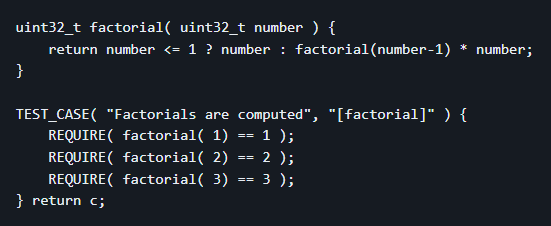 uint32_t factorial( uint32_t number ) {
    return number <= 1 ? number : factorial(number-1) * number;
}

TEST_CASE( "Factorials are computed", "[factorial]" ) {
    REQUIRE( factorial( 1) == 1 );
    REQUIRE( factorial( 2) == 2 );
    REQUIRE( factorial( 3) == 3 );
} return c;